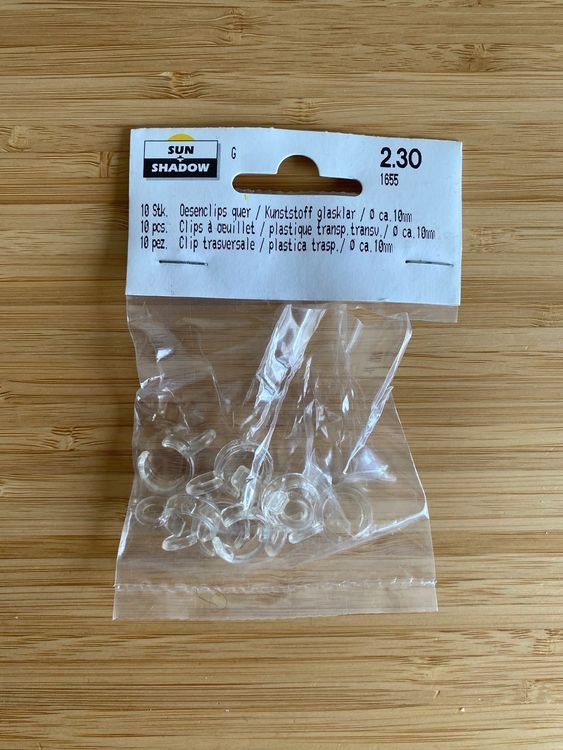 SUN
+
SHADOW
G
2.30
1655
10 Stk. Oesenclips quer / Kunststoff glasklar / Ø ca.10mm
10 pcs. Clips à oeuillet / plastique transp.transv./ Ø ca.10mm
10 pez. Clip trasversale / plastica trasp./ Ø ca.10mm